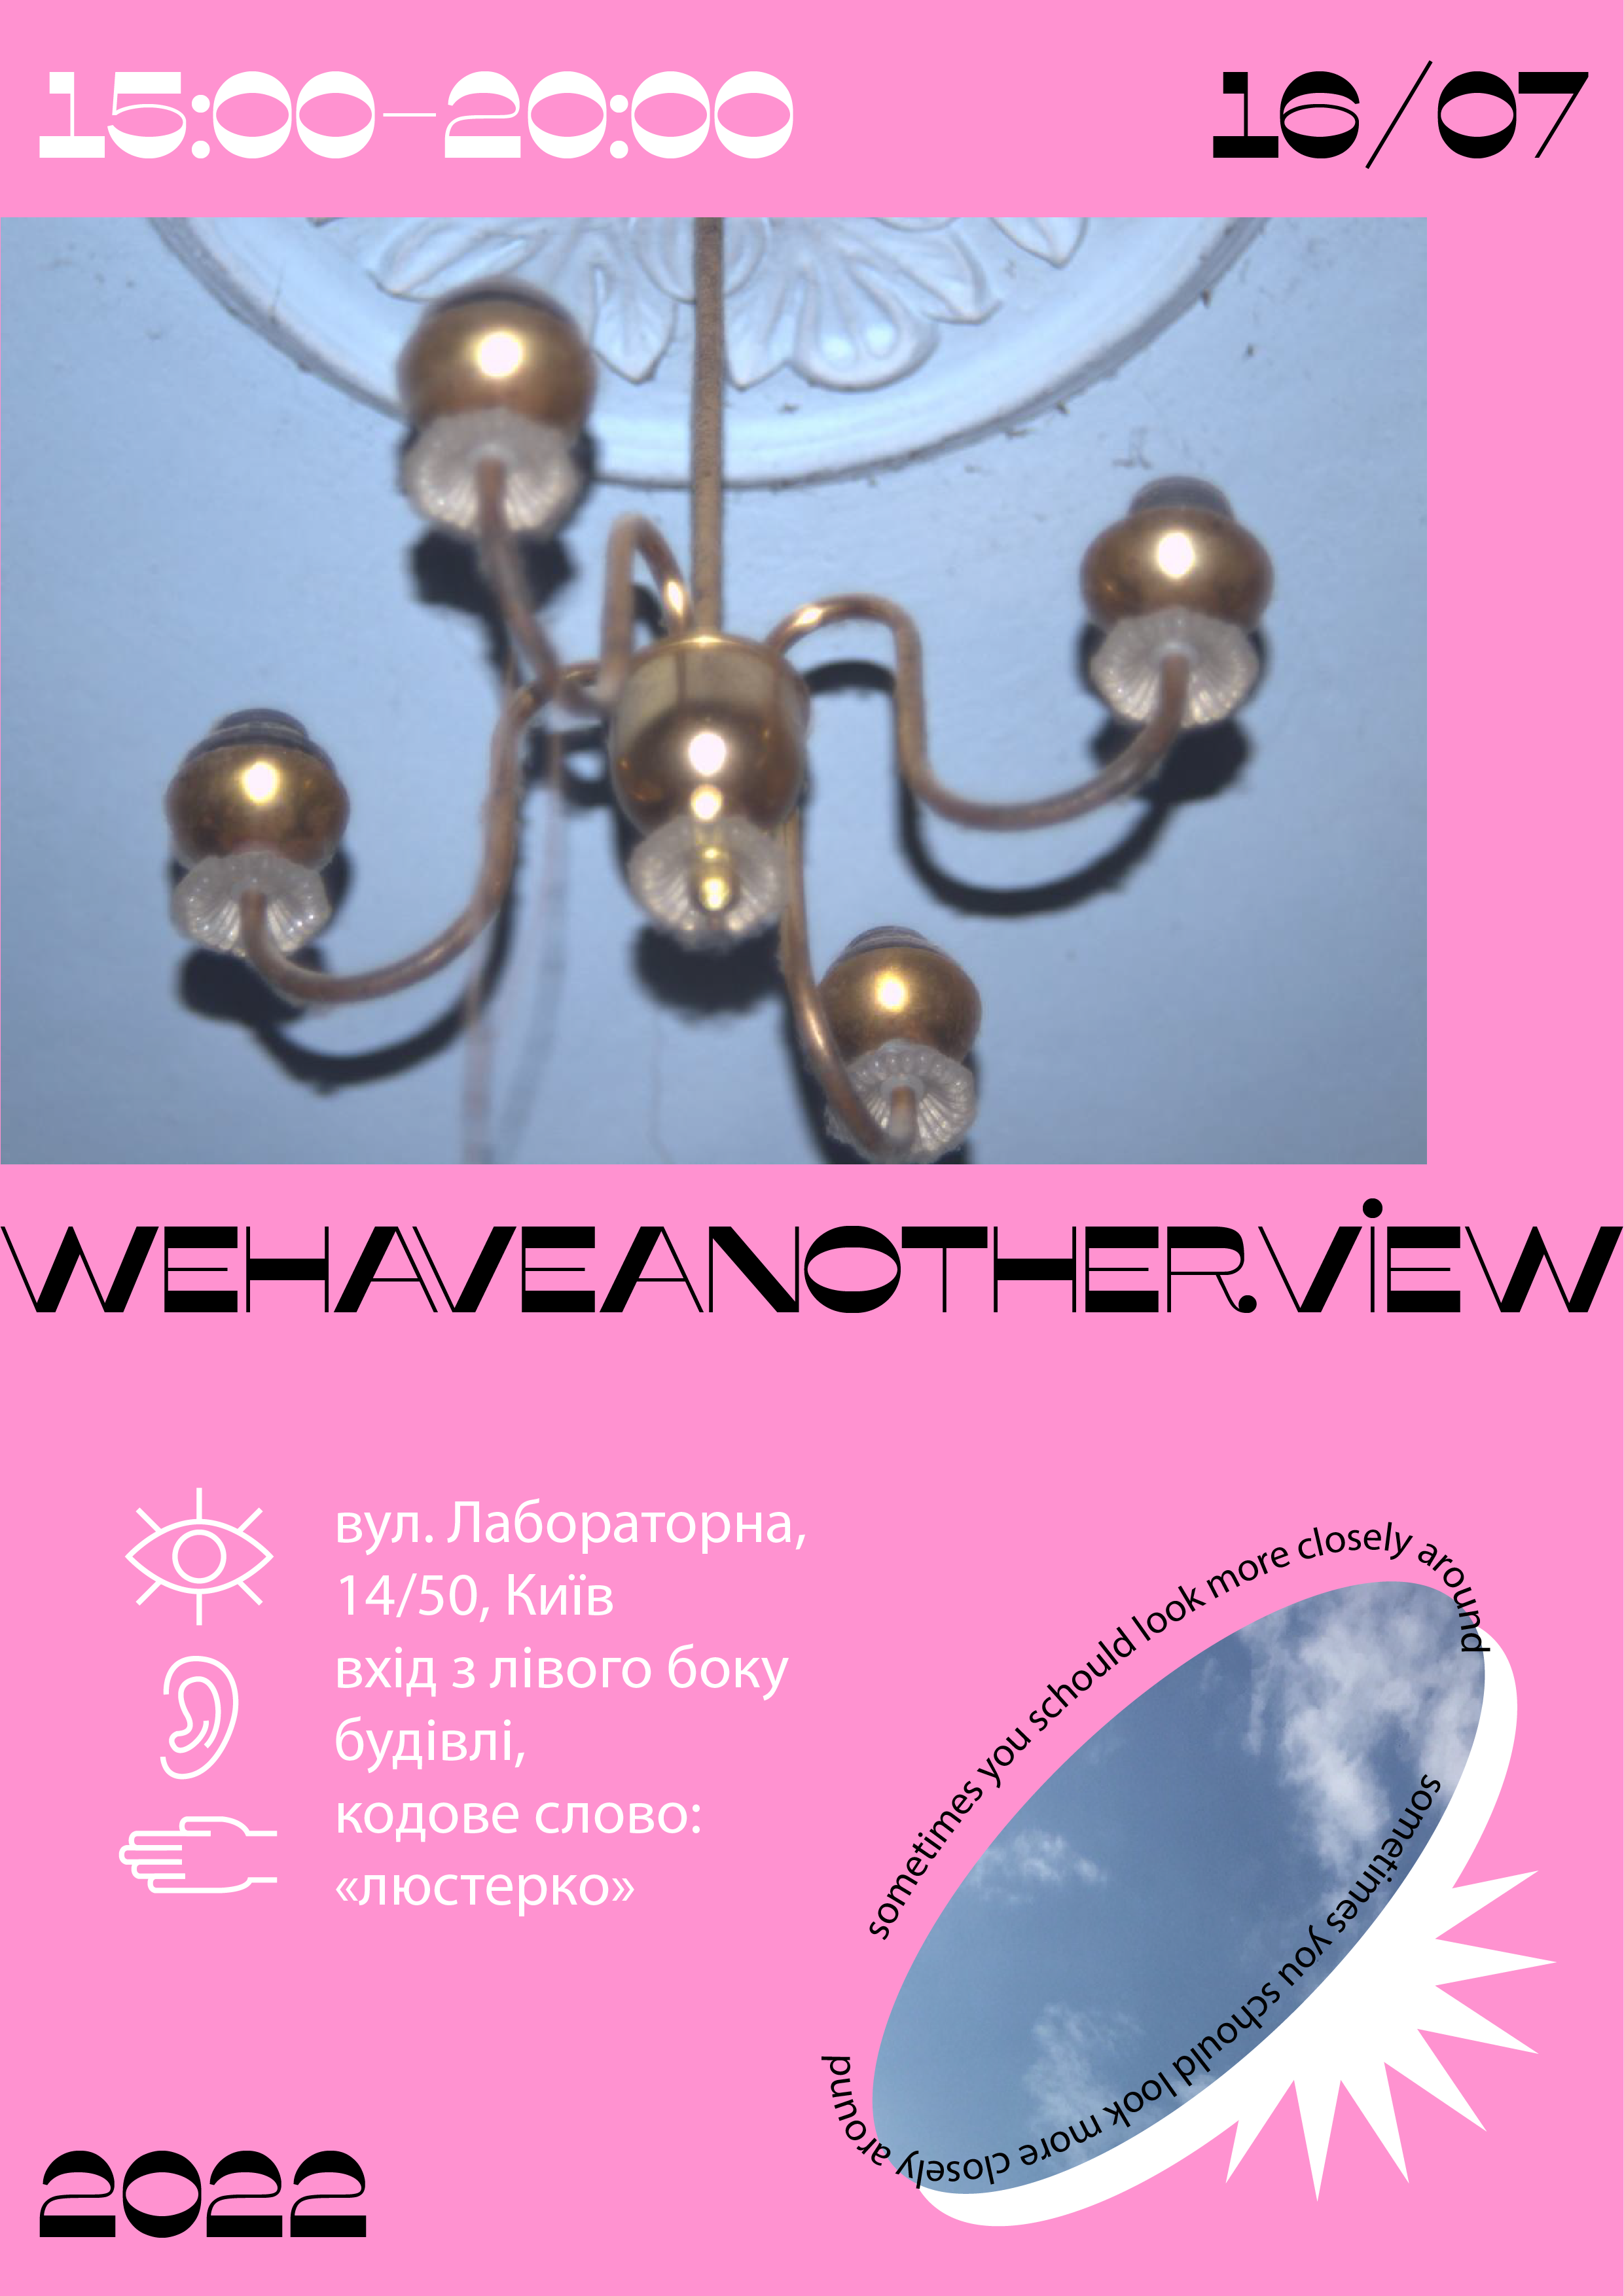 15:00—20:00
16/07
WEHAVEANOTHER.ViEW
вул. Лабораторна,
14/50, Київ
вхід з лівого боку
будівлі,
кодове слово:
«люстерко»
sometimes you schould look more closely around
sometimes you schould look more closely around
2022